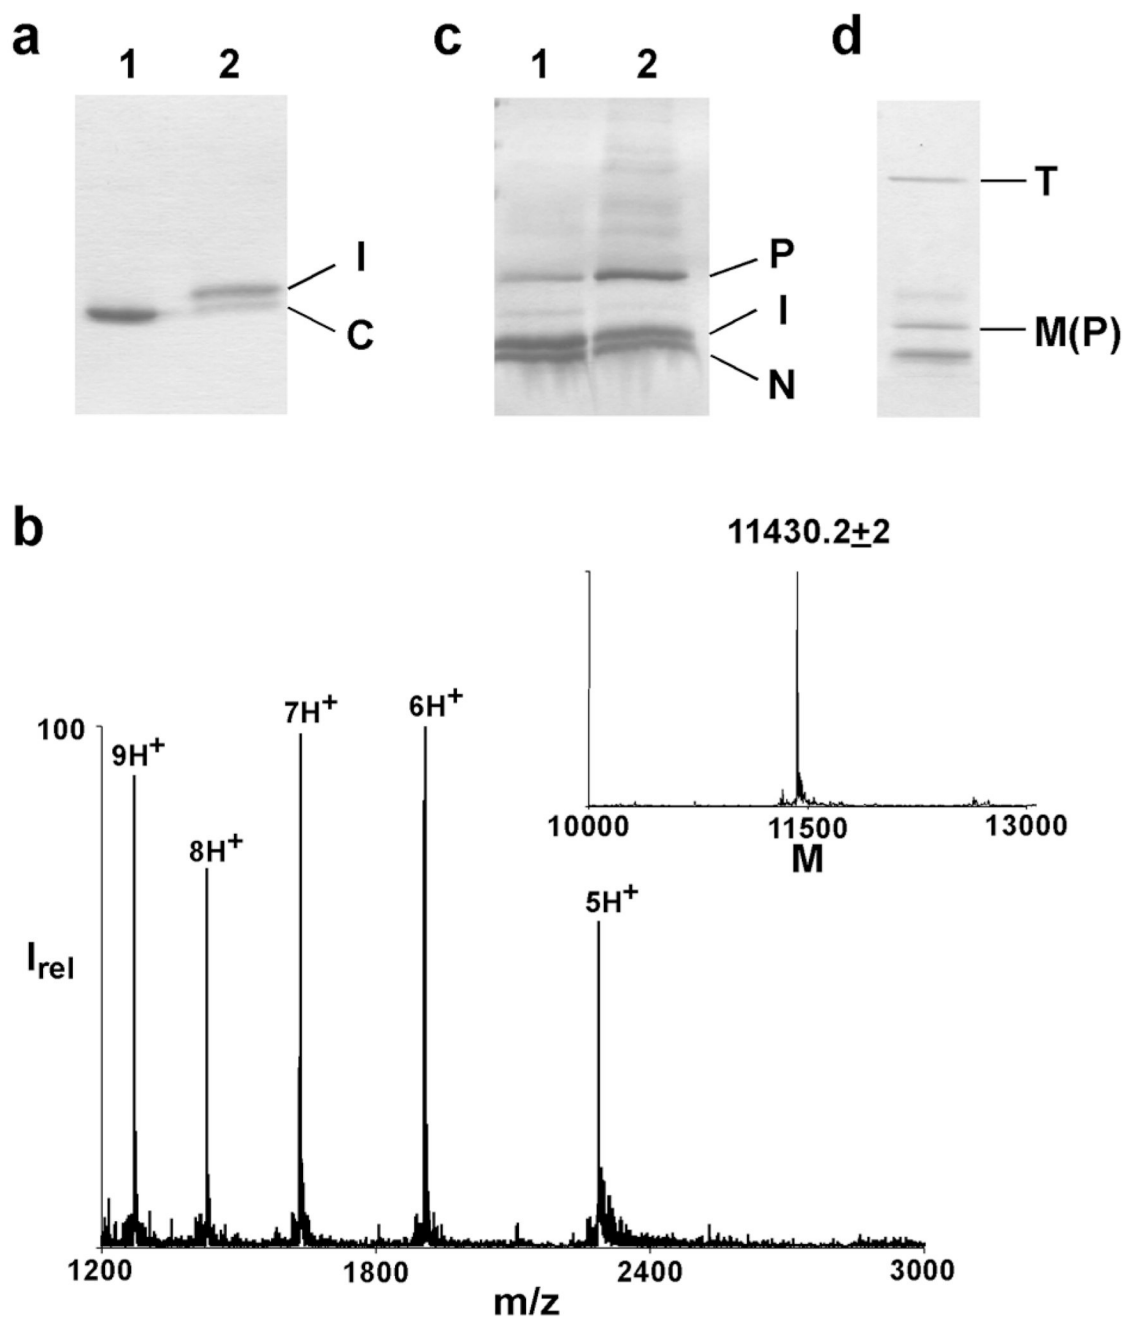 a
1 2
I
C
c
1 2
P
I
N
d
T
M(P)
b
11430.2±2
10000 11500 13000
M
100
9H+
8H+
7H+
6H+
5H+
Irel
1200 1800 2400 3000
m/z